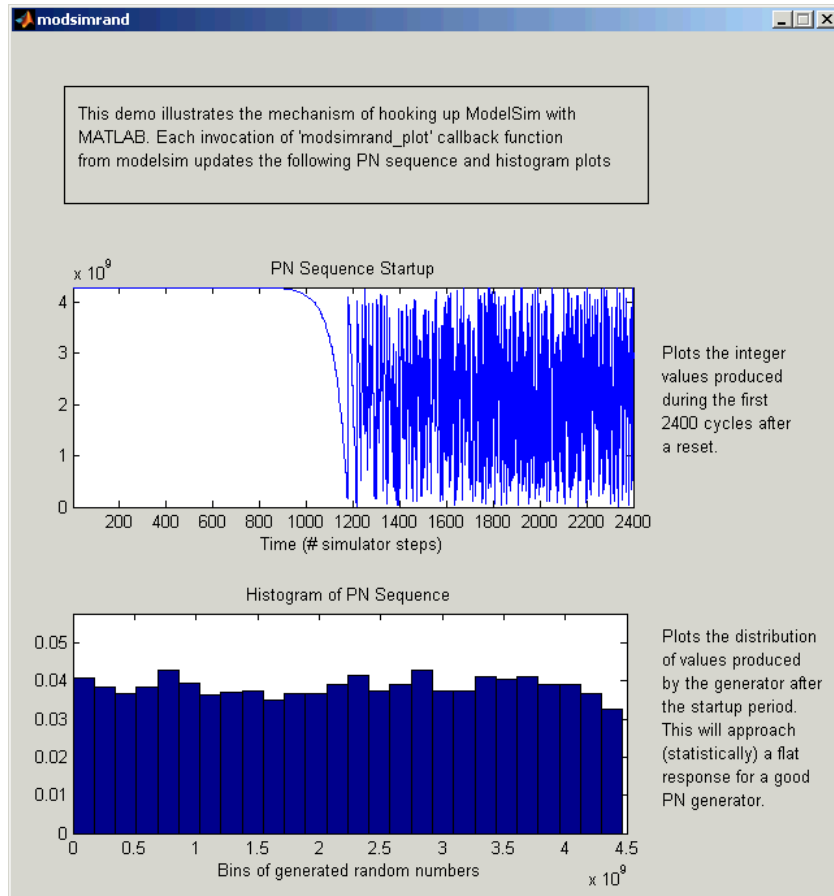 modsimrand
This demo illustrates the mechanism of hooking up ModelSim with
MATLAB. Each invocation of 'modsimrand_plot' callback function
from modelsim updates the following PN sequence and histogram plots
x 10^9
PN Sequence Startup
4
3
2
1
0
200 400 600 800 1000 1200 1400 1600 1800 2000 2200 2400
Time (# simulator steps)
Plots the integer
values produced
during the first
2400 cycles after
a reset.
Histogram of PN Sequence
0.05
0.04
0.03
0.02
0.01
0
0 0.5 1 1.5 2 2.5 3 3.5 4 4.5
Bins of generated random numbers
x 10^9
Plots the distribution
of values produced
by the generator after
the startup period.
This will approach
(statistically) a flat
response for a good
PN generator.